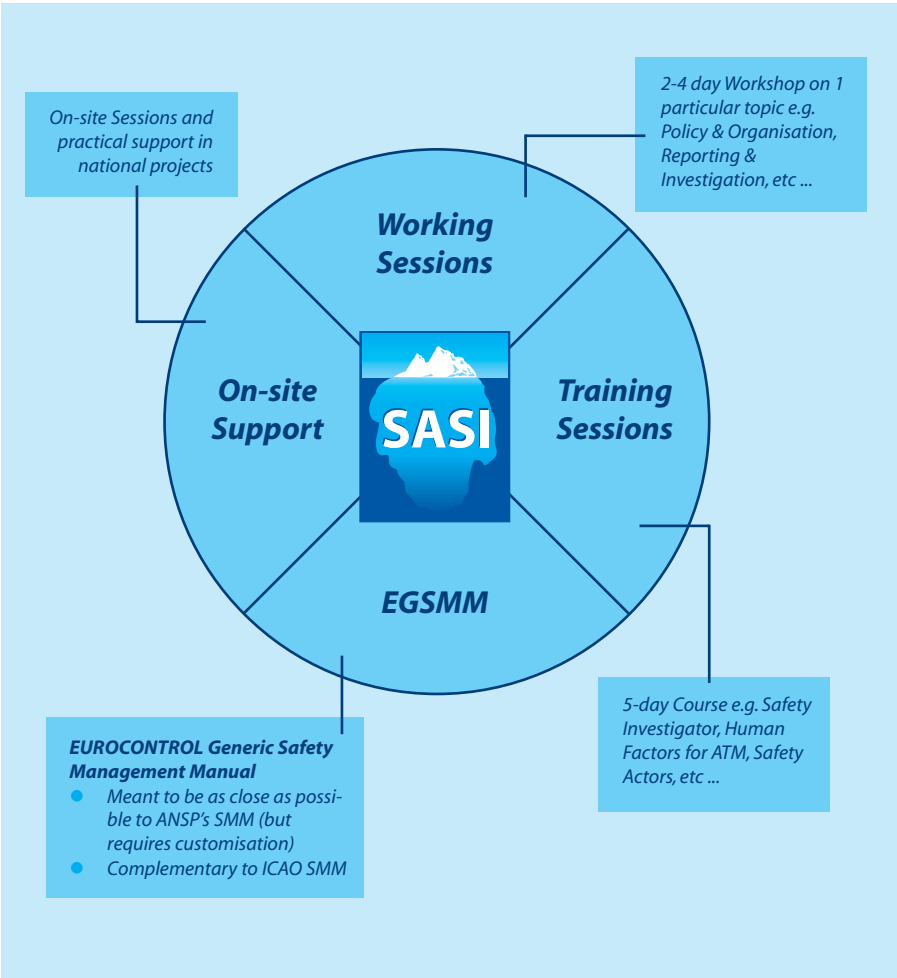 On-site Sessions and
practical support in
national projects
2-4 day Workshop on 1
particular topic e.g.
Policy & Organisation,
Reporting &
Investigation, etc ...
Working
Sessions
On-site
Support
SASI
Training
Sessions
EGSMM
5-day Course e.g. Safety
Investigator, Human
Factors for ATM, Safety
Actors, etc ...
EUROCONTROL Generic Safety
Management Manual
● Meant to be as close as possi-
ble to ANSP's SMM (but
requires customisation)
● Complementary to ICAO SMM